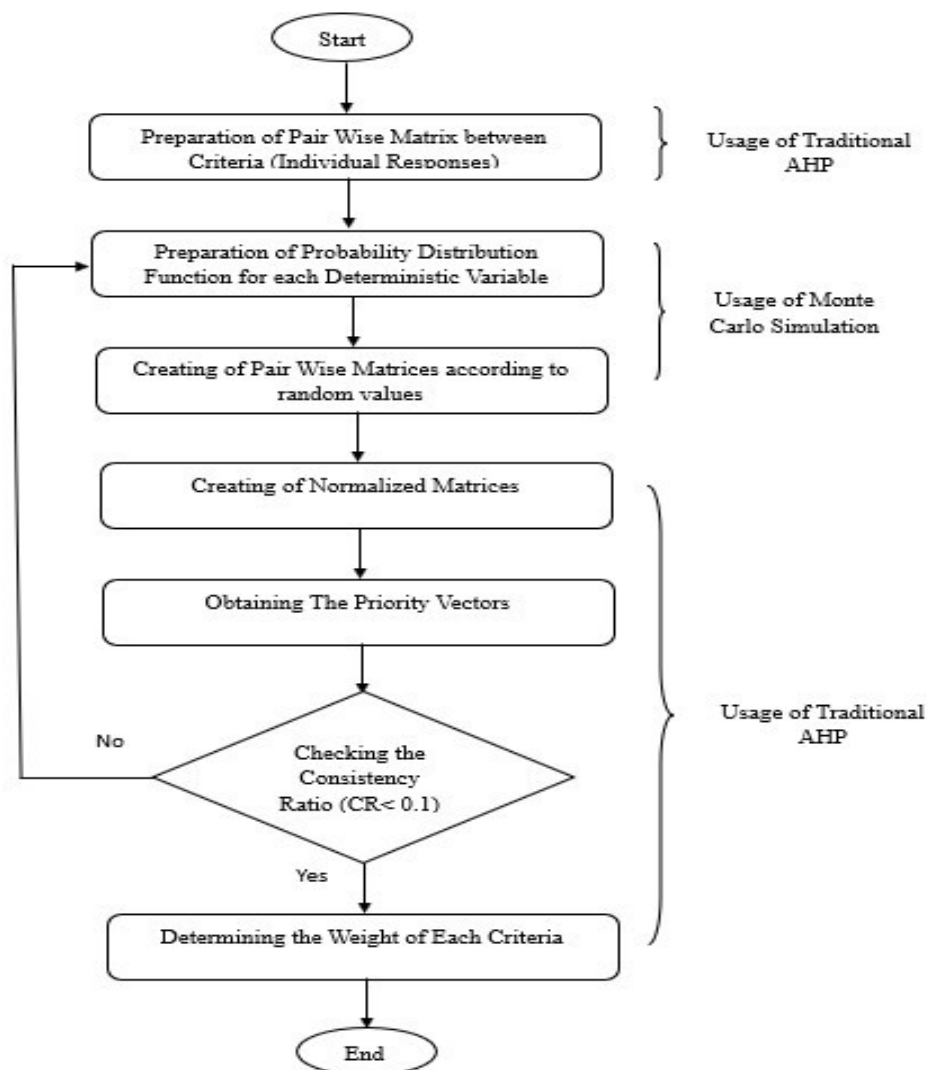 Start
Preparation of Pair Wise Matrix between
Criteria (Individual Responses)
Usage of Traditional
AHP
Preparation of Probability Distribution
Function for each Deterministic Variable
Usage of Monte
Carlo Simulation
Creating of Pair Wise Matrices according to
random values
Creating of Normalized Matrices
Obtaining The Priority Vectors
Usage of Traditional
AHP
No
Checking the
Consistency
Ratio (CR< 0.1)
Yes
Determining the Weight of Each Criteria
End